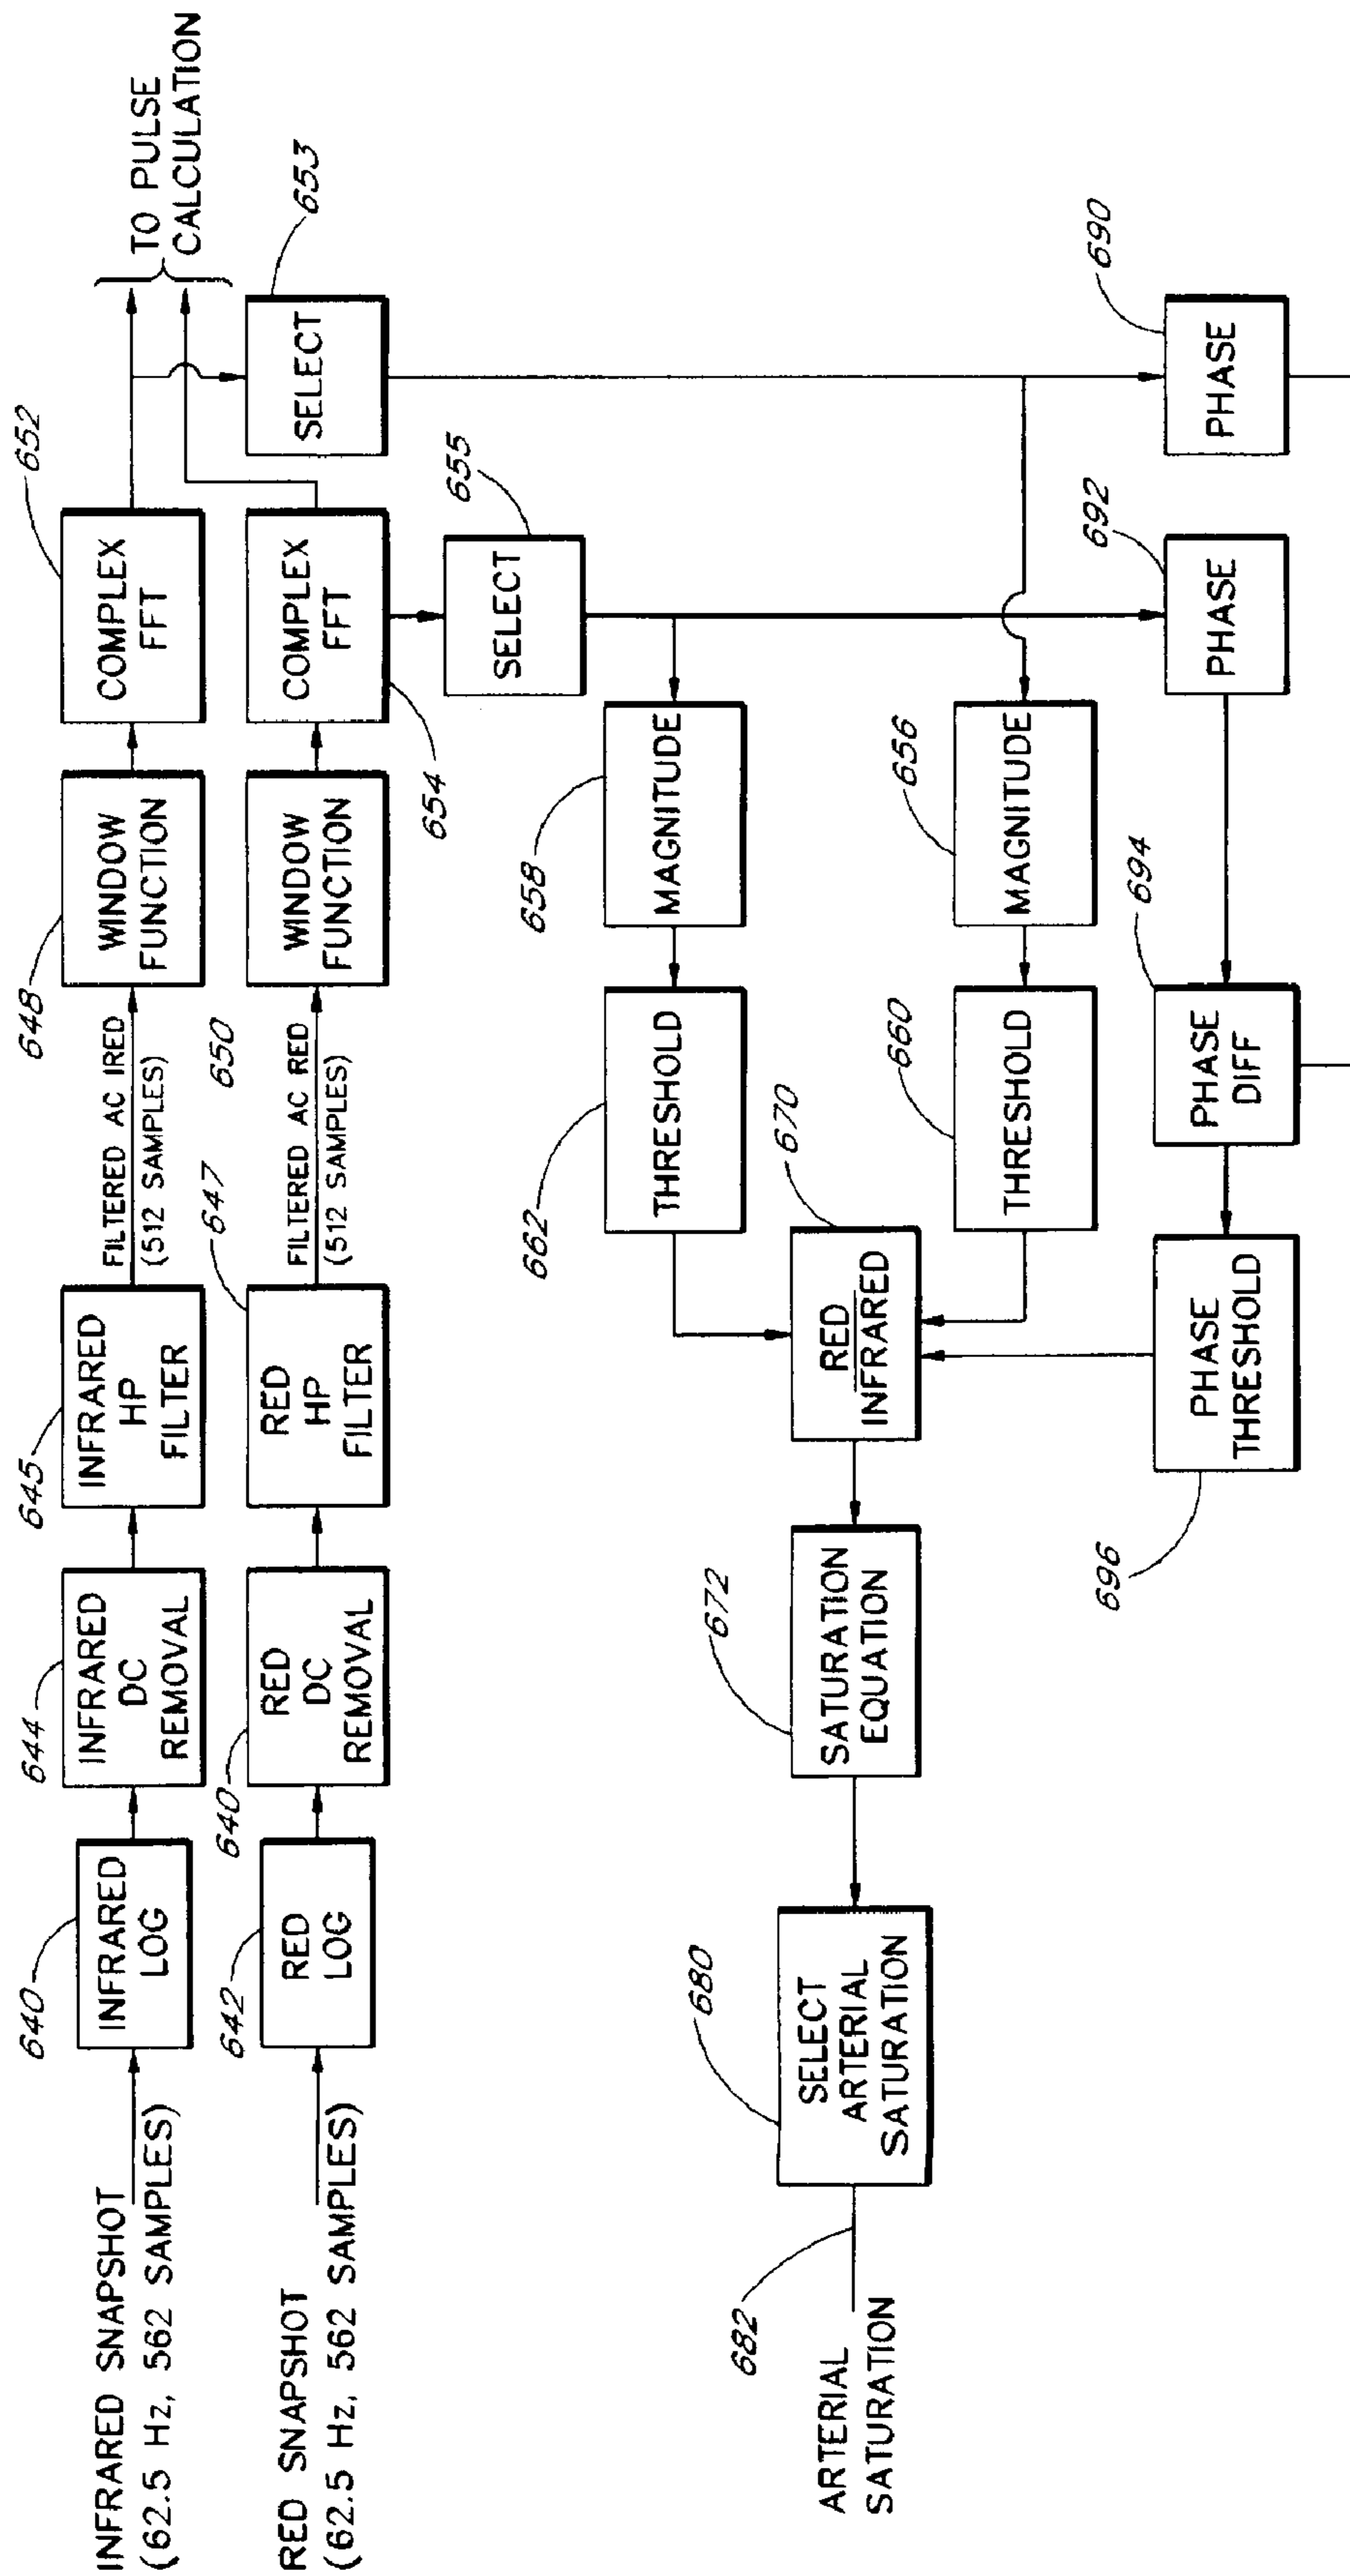 INFRARED SNAPSHOT
(62.5 Hz, 562 SAMPLES)
640
INFRARED
LOG
644
INFRARED
DC
REMOVAL
645
INFRARED
HP
FILTER
FILTERED AC IRED
(512 SAMPLES)
648
WINDOW
FUNCTION
652
COMPLEX
FFT
TO PULSE
CALCULATION
RED SNAPSHOT
(62.5 Hz, 562 SAMPLES)
642
RED
LOG
640
RED
DC
REMOVAL
647
RED
HP
FILTER
FILTERED AC RED
(512 SAMPLES)
650
WINDOW
FUNCTION
654
COMPLEX
FFT
653
SELECT
655
SELECT
658
MAGNITUDE
662
THRESHOLD
656
MAGNITUDE
660
THRESHOLD
670
RED
INFRARED
672
SATURATION
EQUATION
680
SELECT
ARTERIAL
SATURATION
682
ARTERIAL
SATURATION
690
PHASE
692
PHASE
694
PHASE
DIFF
696
PHASE
THRESHOLD